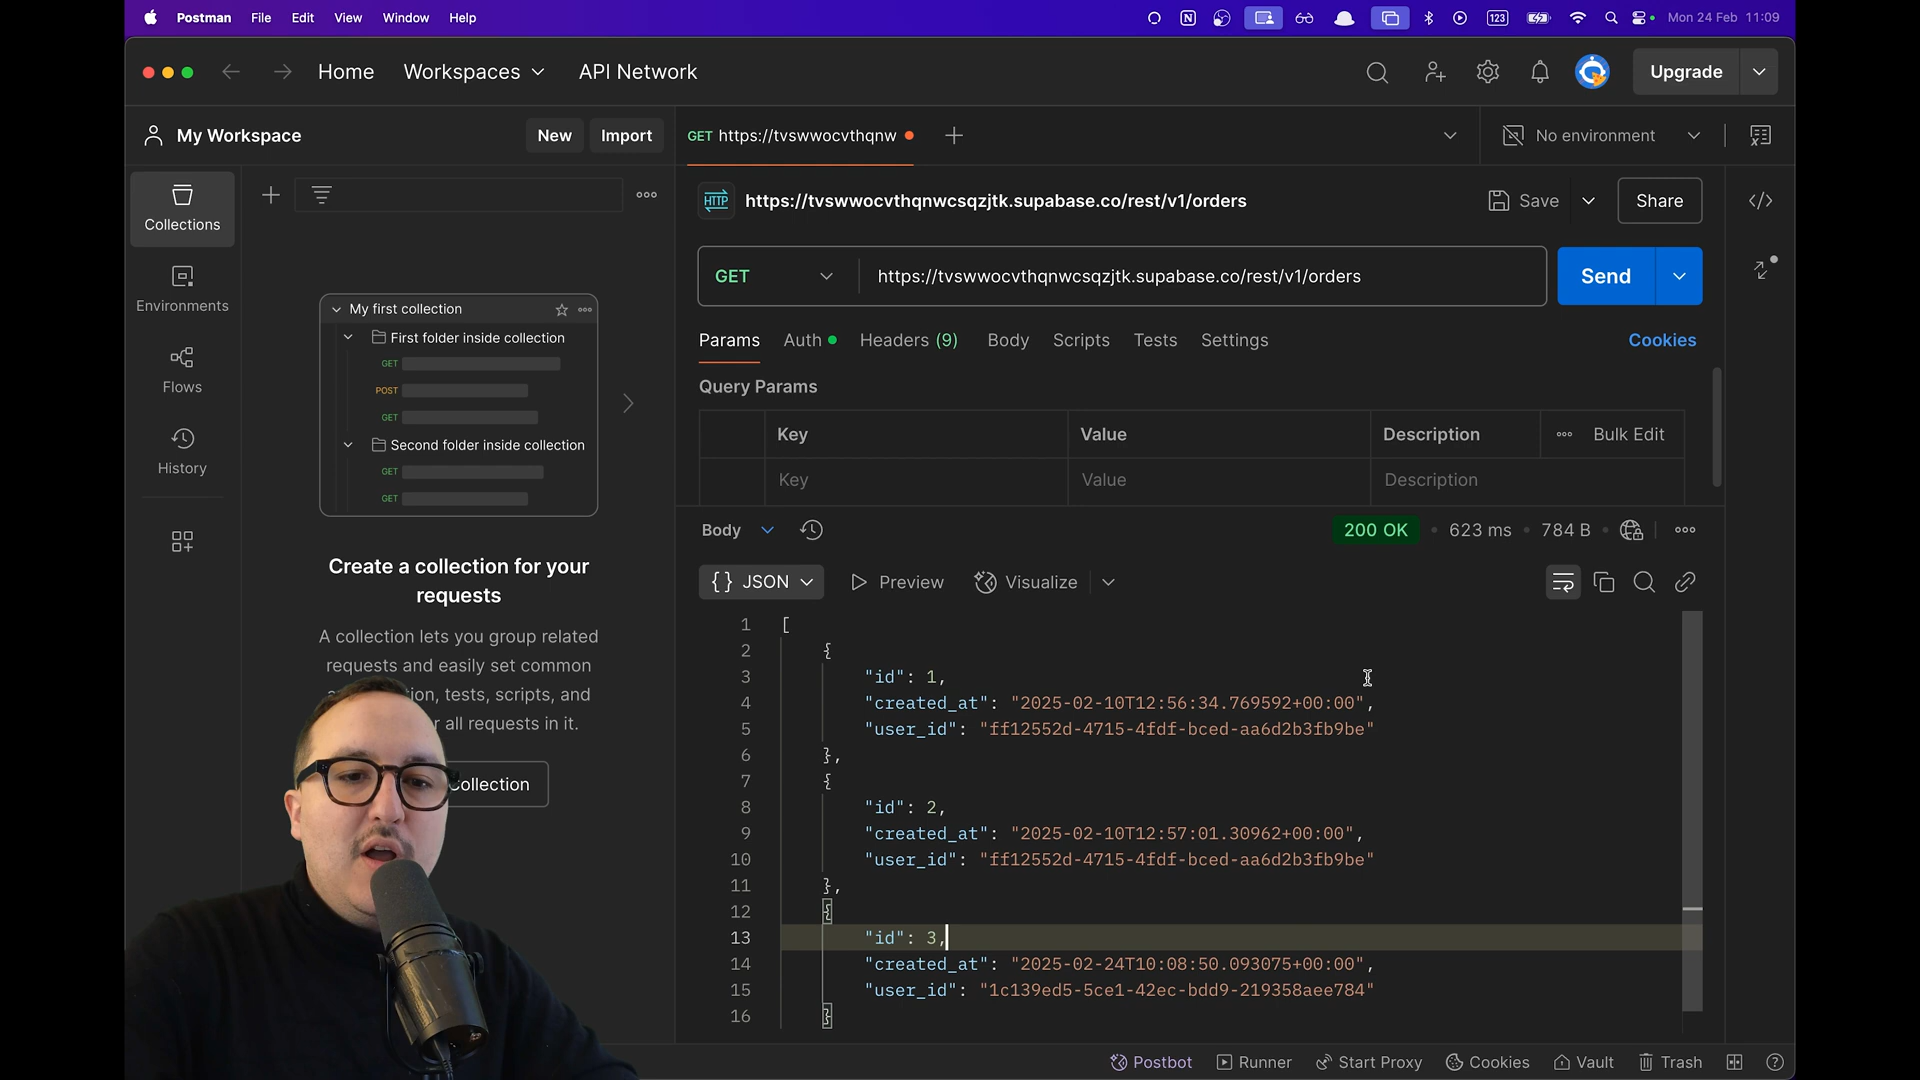 Postman File Edit View Window Help
123 Mon 24 Feb 11:09
Home Workspaces API Network
Upgrade
My Workspace New Import
GET https://tvswwocvthqnw
No environment
Collections
Environments
Flows
History
My first collection
First folder inside collection
GET
POST
GET
Second folder inside collection
GET
GET
Create a collection for your
requests
A collection lets you group related
requests and easily set common
tion, tests, scripts, and
r all requests in it.
Collection
HTTP https://tvswwocvthqnwcsqzjtk.supabase.co/rest/v1/orders
Save Share
GET https://tvswwocvthqnwcsqzjtk.supabase.co/rest/v1/orders Send
Params Auth Headers (9) Body Scripts Tests Settings Cookies
Query Params
Key Value Description Bulk Edit
Key Value Description
Body 200 OK 623 ms 784 B
{} JSON Preview Visualize
1 [
2 {
3 "id": 1,
4 "created_at": "2025-02-10T12:56:34.769592+00:00",
5 "user_id": "ff12552d-4715-4fdf-bced-aa6d2b3fb9be"
6 },
7 {
8 "id": 2,
9 "created_at": "2025-02-10T12:57:01.30962+00:00",
10 "user_id": "ff12552d-4715-4fdf-bced-aa6d2b3fb9be"
11 },
12 {
13 "id": 3,
14 "created_at": "2025-02-24T10:08:50.093075+00:00",
15 "user_id": "1c139ed5-5ce1-42ec-bdd9-219358aee784"
16 }
Postbot Runner Start Proxy Cookies Vault Trash